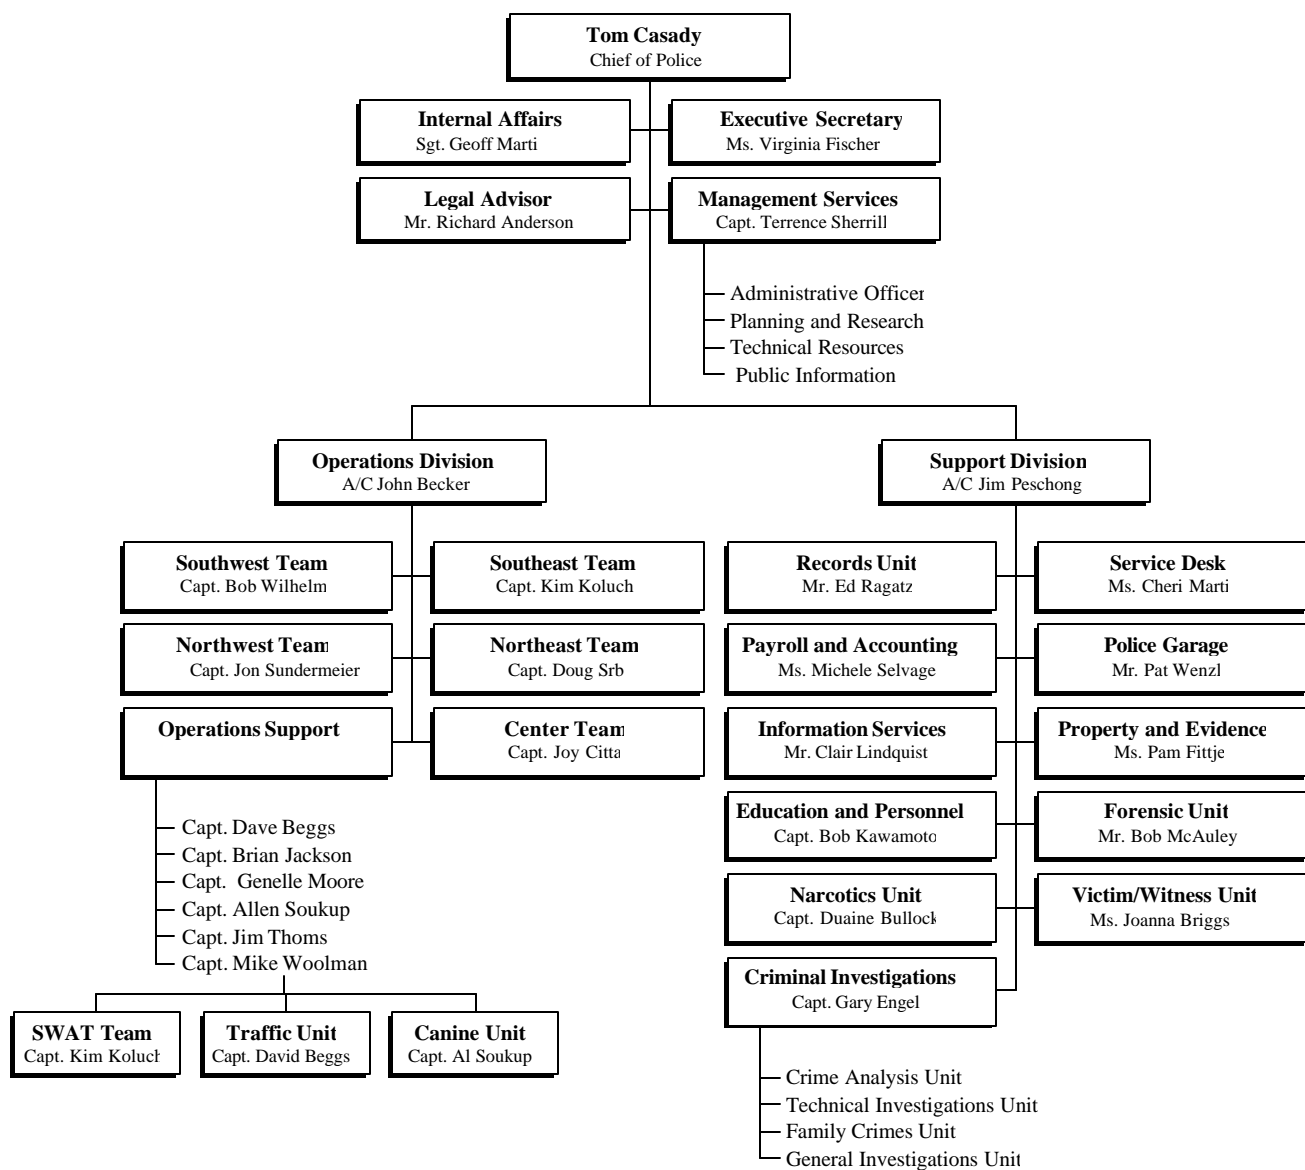 Tom Casady
Chief of Police
Internal Affairs
Sgt. Geoff Marti
Executive Secretary
Ms. Virginia Fischer
Legal Advisor
Mr. Richard Anderson
Management Services
Capt. Terrence Sherrill
Administrative Officer
Planning and Research
Technical Resources
Public Information
Operations Division
A/C John Becker
Support Division
A/C Jim Peschong
Southwest Team
Capt. Bob Wilhelm
Southeast Team
Capt. Kim Koluch
Northwest Team
Capt. Jon Sundermeier
Northeast Team
Capt. Doug Srb
Operations Support
Center Team
Capt. Joy Citta
Capt. Dave Beggs
Capt. Brian Jackson
Capt. Genelle Moore
Capt. Allen Soukup
Capt. Jim Thoms
Capt. Mike Woolman
SWAT Team
Capt. Kim Koluch
Traffic Unit
Capt. David Beggs
Canine Unit
Capt. Al Soukup
Records Unit
Mr. Ed Ragatz
Service Desk
Ms. Cheri Marti
Payroll and Accounting
Ms. Michele Selvage
Police Garage
Mr. Pat Wenzl
Information Services
Mr. Clair Lindquist
Property and Evidence
Ms. Pam Fittje
Education and Personnel
Capt. Bob Kawamoto
Forensic Unit
Mr. Bob McAuley
Narcotics Unit
Capt. Duaine Bullock
Victim/Witness Unit
Ms. Joanna Briggs
Criminal Investigations
Capt. Gary Engel
Crime Analysis Unit
Technical Investigations Unit
Family Crimes Unit
General Investigations Unit